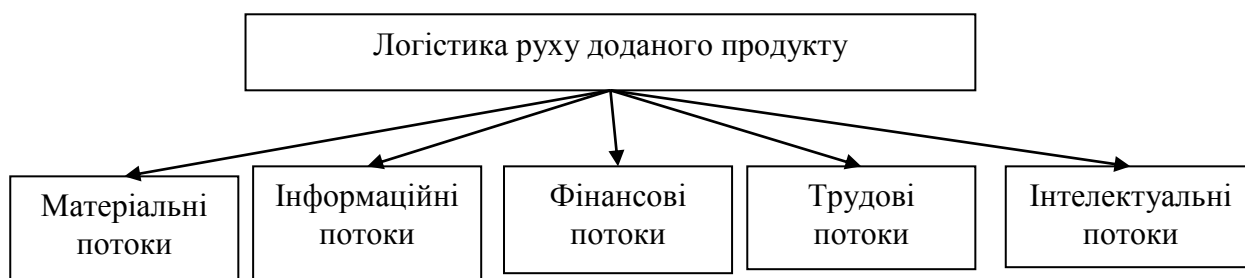 Логістика руху доданого продукту
Матеріальні
потоки
Інформаційні
потоки
Фінансові
потоки
Трудові
потоки
Інтелектуальні
потоки